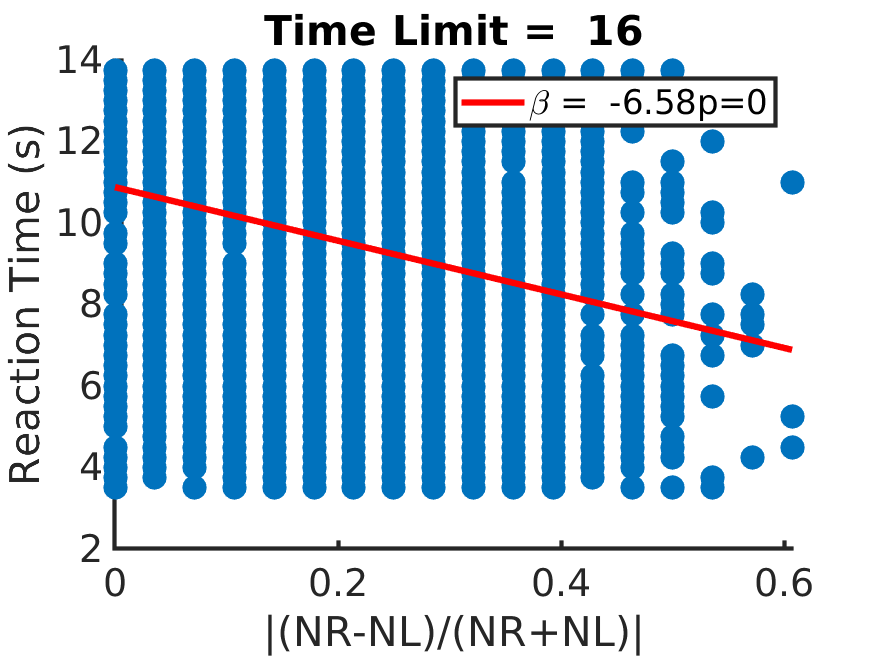 Time Limit =  16
β =  -6.58p=0
Reaction Time (s)
14
12
10
8
6
4
2
0 0.2 0.4 0.6
|(NR-NL)/(NR+NL)|